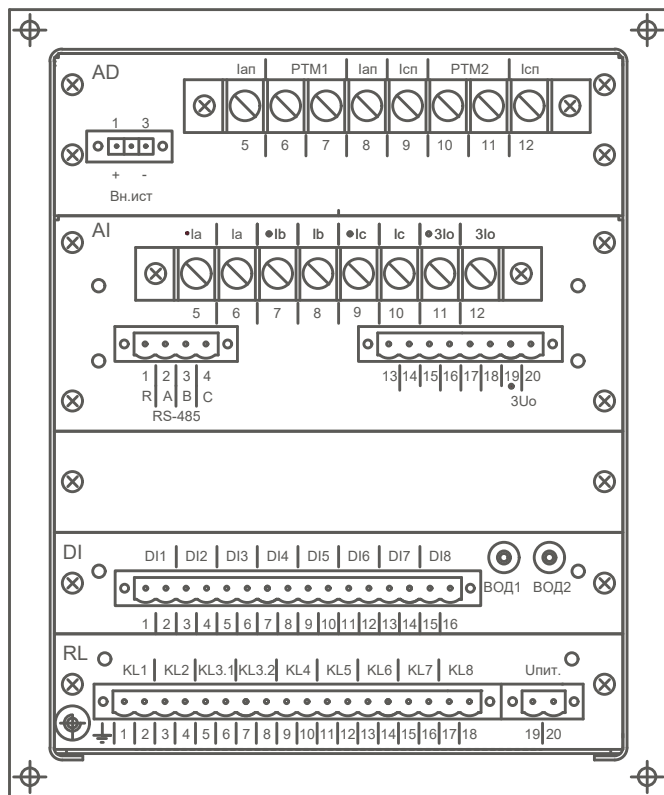 AD
Iап РТМ1 Iап Iсп РТМ2 Iсп
5 6 7 8 9 10 11 12
1 3
+ -
Вн.ист
AI
•Ia Ia •Ib Ib •Ic Ic •3Io 3Io
5 6 7 8 9 10 11 12
1 2 3 4
R A B C
RS-485
13 14 15 16 17 18 19 20
• 3Uo
DI
DI1 DI2 DI3 DI4 DI5 DI6 DI7 DI8
ВОД1 ВОД2
1 2 3 4 5 6 7 8 9 10 11 12 13 14 15 16
RL
KL1 KL2 KL3.1 KL3.2 KL4 KL5 KL6 KL7 KL8 Uпит.
1 2 3 4 5 6 7 8 9 10 11 12 13 14 15 16 17 18 19 20